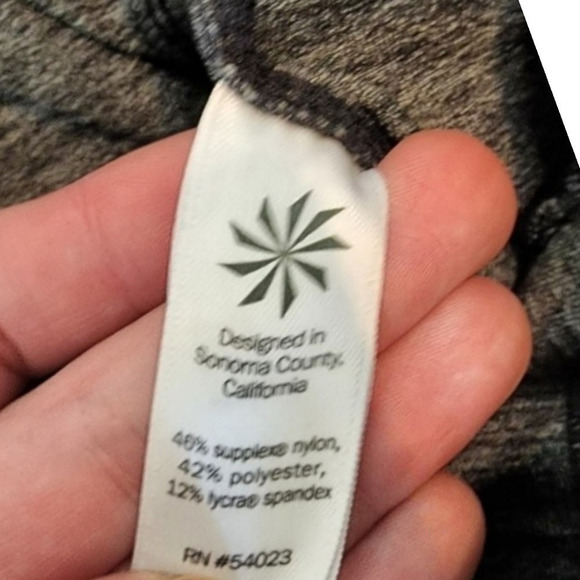 Designed in
Sonoma County,
California
46% supplex® nylon,
42% polyester,
12% lycra® spandex
RN #54023